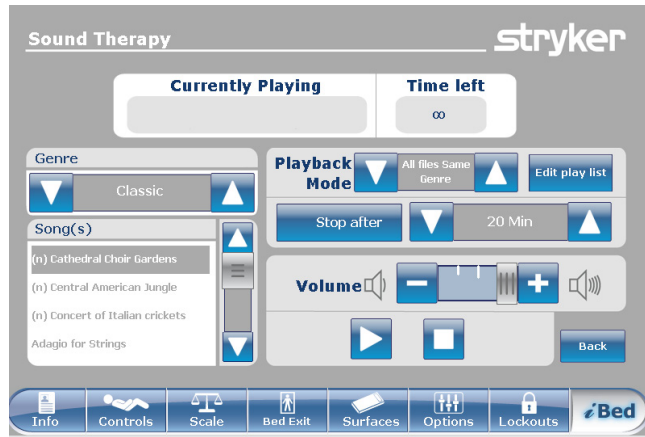 Sound Therapy
stryker
Currently Playing
Time left
∞
Genre
Classic
Song(s)
(n) Cathedral Choir Gardens
(n) Central American Jungle
(n) Concert of Italian crickets
Adagio for Strings
Playback
Mode
All files Same
Genre
Edit play list
Stop after
20 Min
Volume
Back
Info
Controls
Scale
Bed Exit
Surfaces
Options
Lockouts
iBed